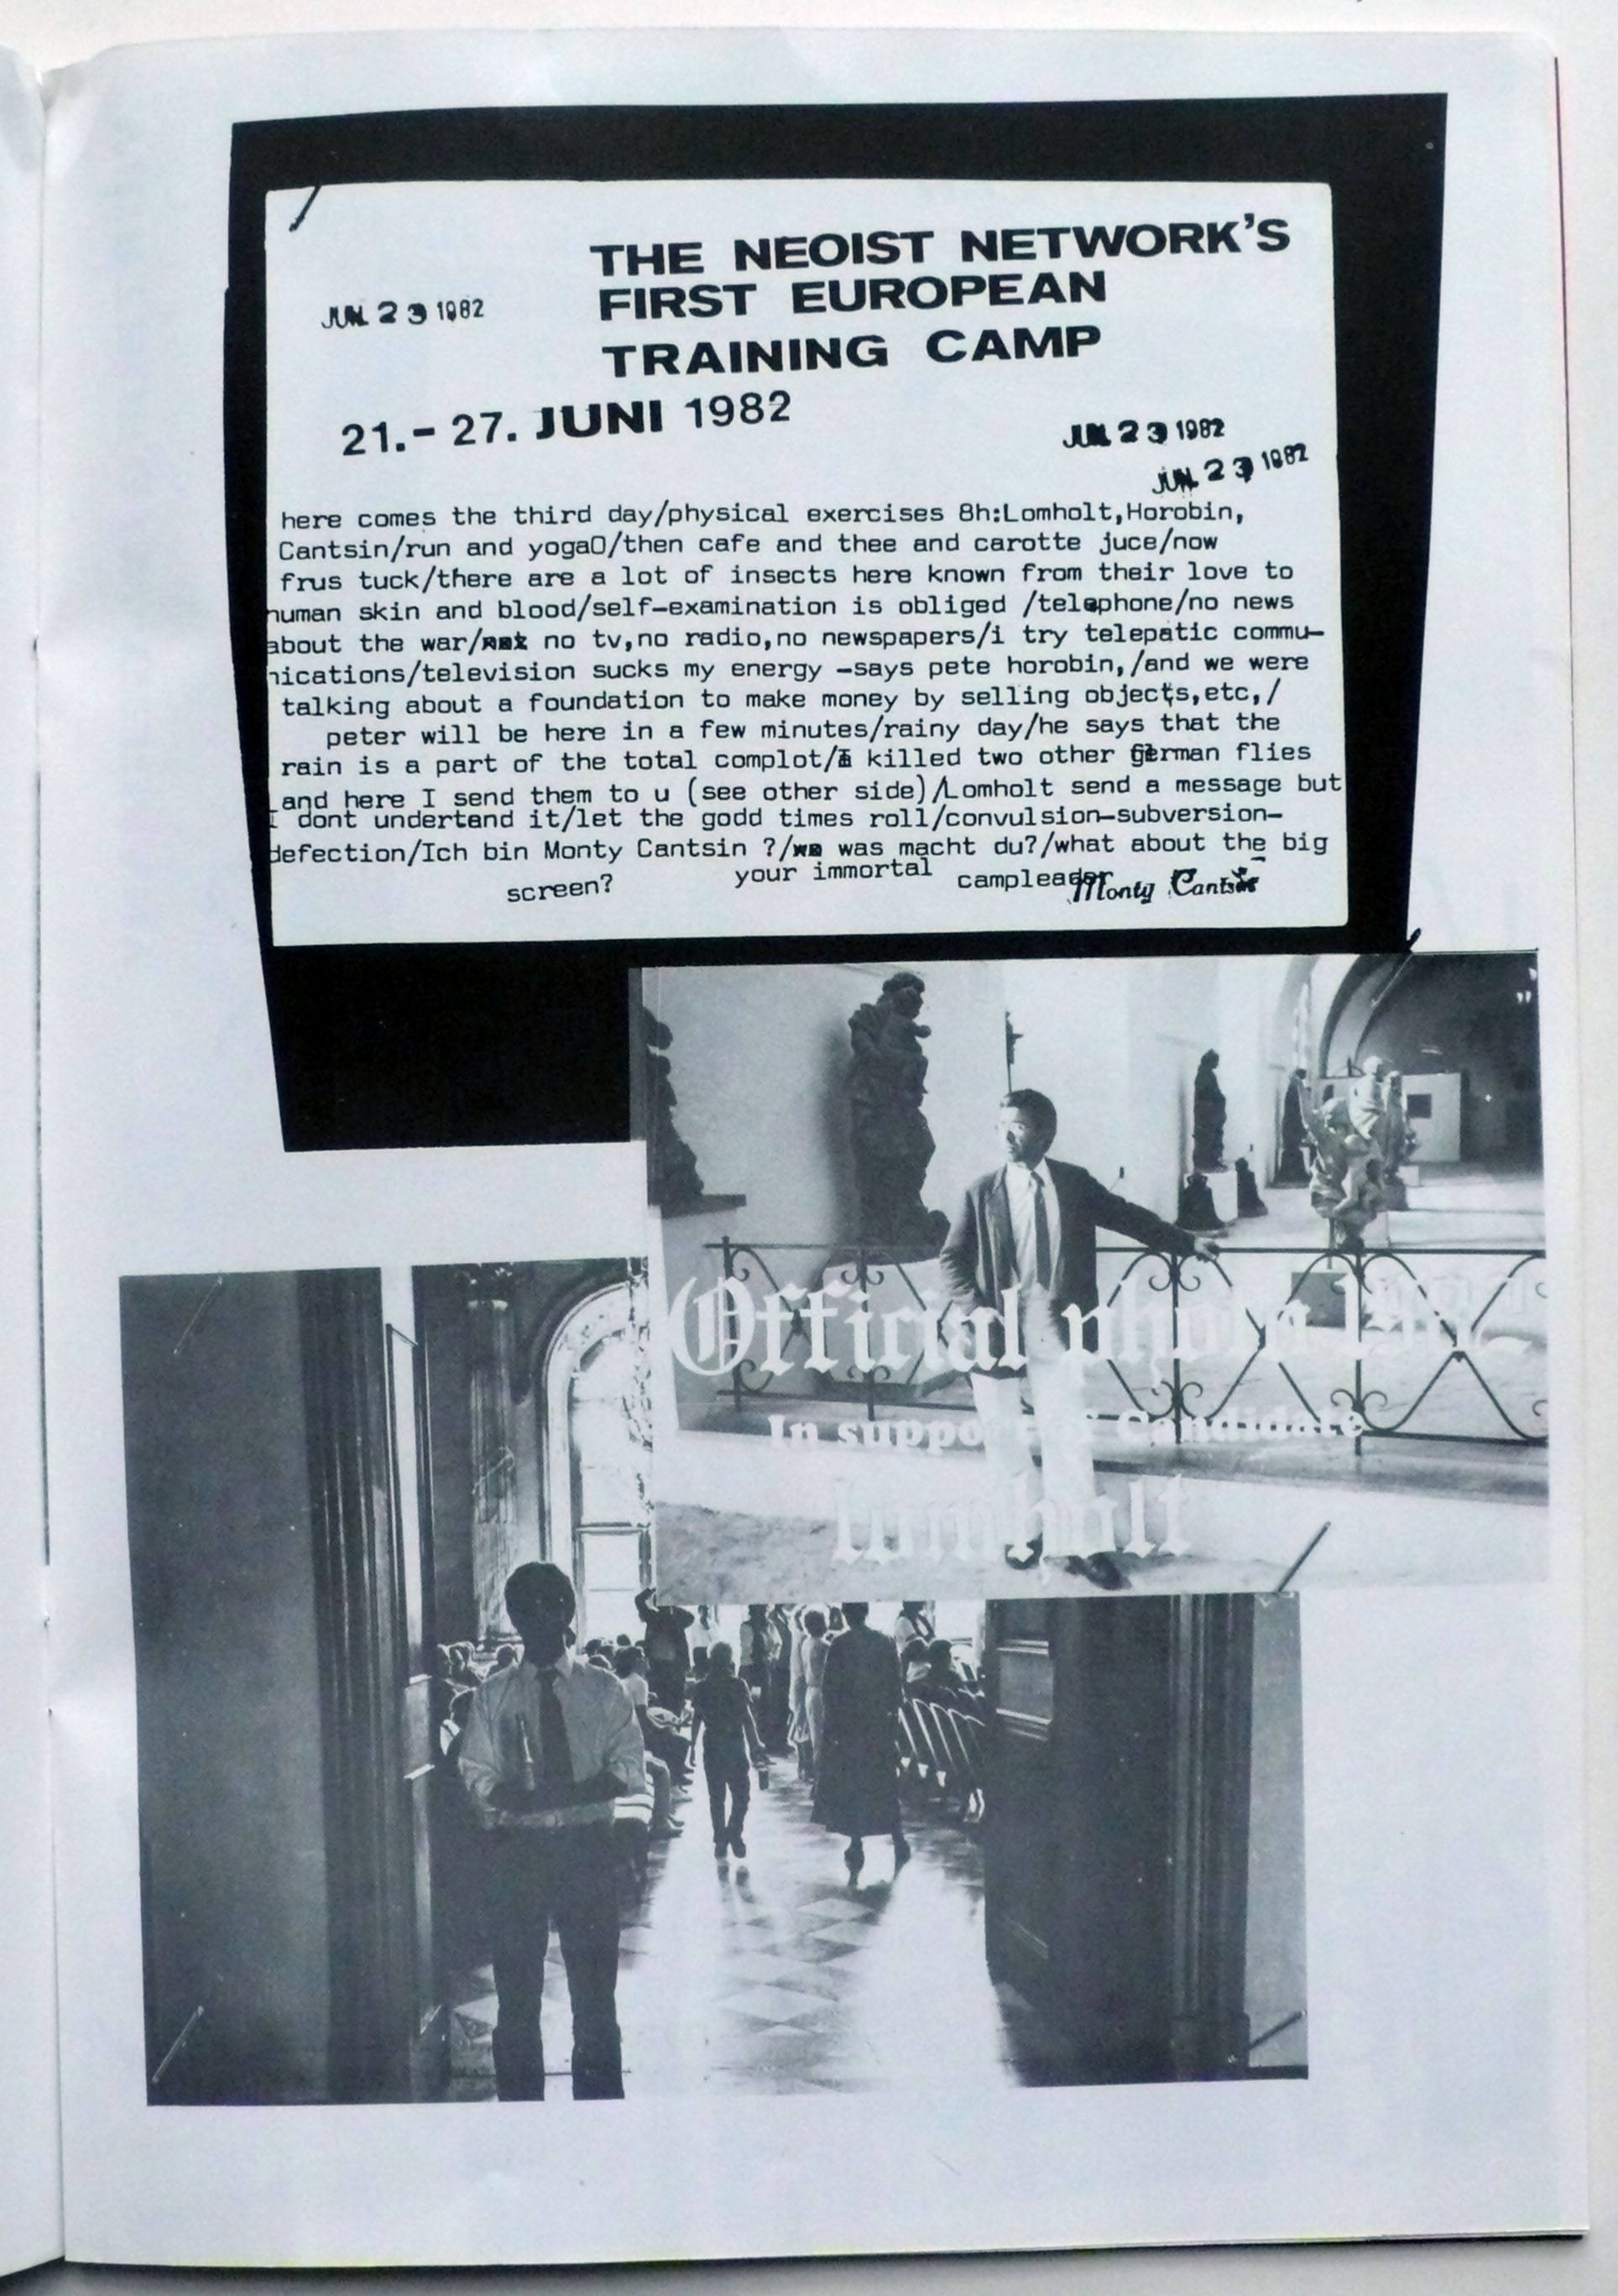 THE NEOIST NETWORK'S
FIRST EUROPEAN
TRAINING CAMP
JUN 23 1982
21.- 27. JUNI 1982
JUN 23 1982
JUN 23 1982
here comes the third day/physical exercises 8h:Lomholt,Horobin,
Cantsin/run and yoga0/then cafe and thee and carotte juce/now
frus tuck/there are a lot of insects here known from their love to
human skin and blood/self-examination is obliged /telephone/no news
about the war/ no tv,no radio,no newspapers/i try telepatic commu-
nications/television sucks my energy -says pete horobin,/and we were
talking about a foundation to make money by selling objects,etc,/
peter will be here in a few minutes/rainy day/he says that the
rain is a part of the total complot/I killed two other german flies
and here I send them to u (see other side)/Lomholt send a message but
I dont undertand it/let the godd times roll/convulsion-subversion-
defection/Ich bin Monty Cantsin ?/ was macht du?/what about the big
screen? your immortal campleader Monty Cantsin
Official
In support of Candidate
lomholt